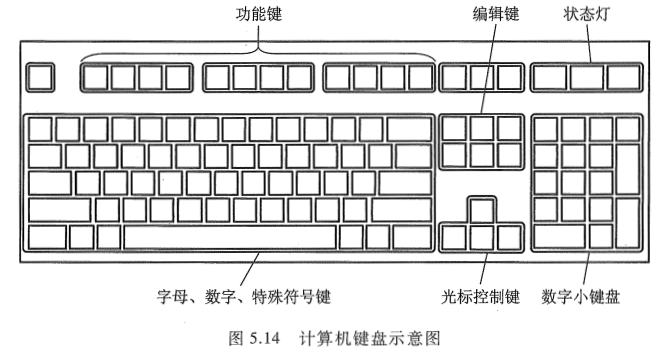 功能键
编辑键
状态灯
字母、数字、特殊符号键
光标控制键
数字小键盘
图 5.14 计算机键盘示意图